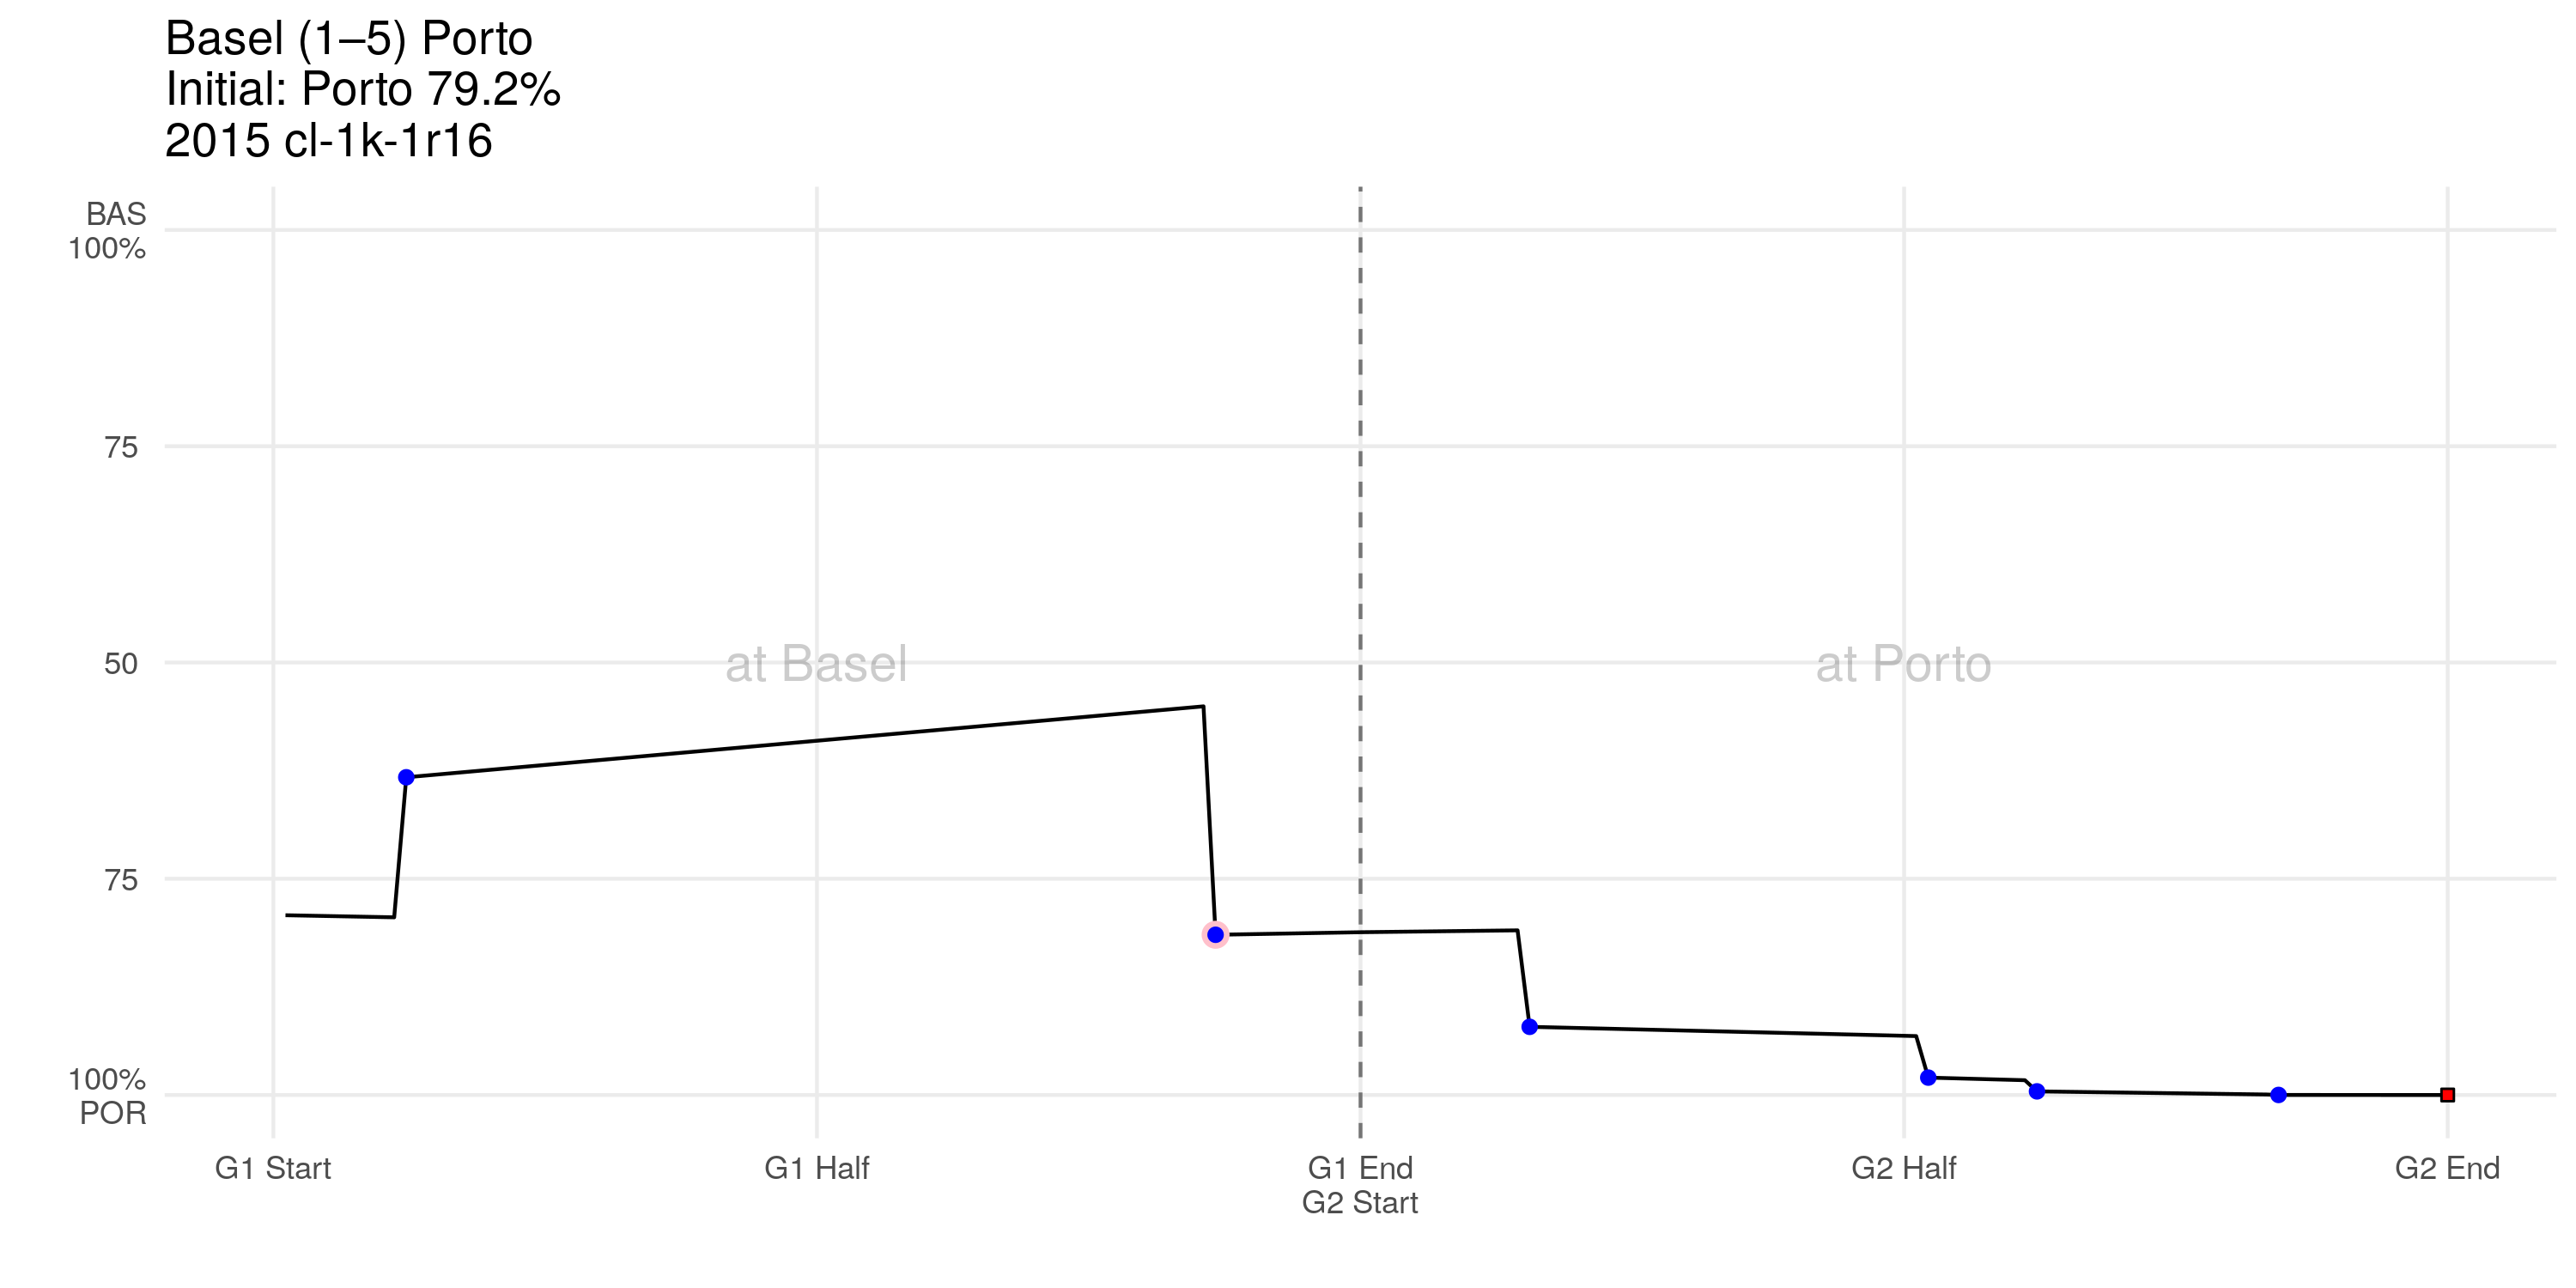 Basel (1–5) Porto
Initial: Porto 79.2%
2015 cl-1k-1r16
BAS
100%
75
50
75
100%
POR
at Basel
at Porto
G1 Start
G1 Half
G1 End
G2 Start
G2 Half
G2 End